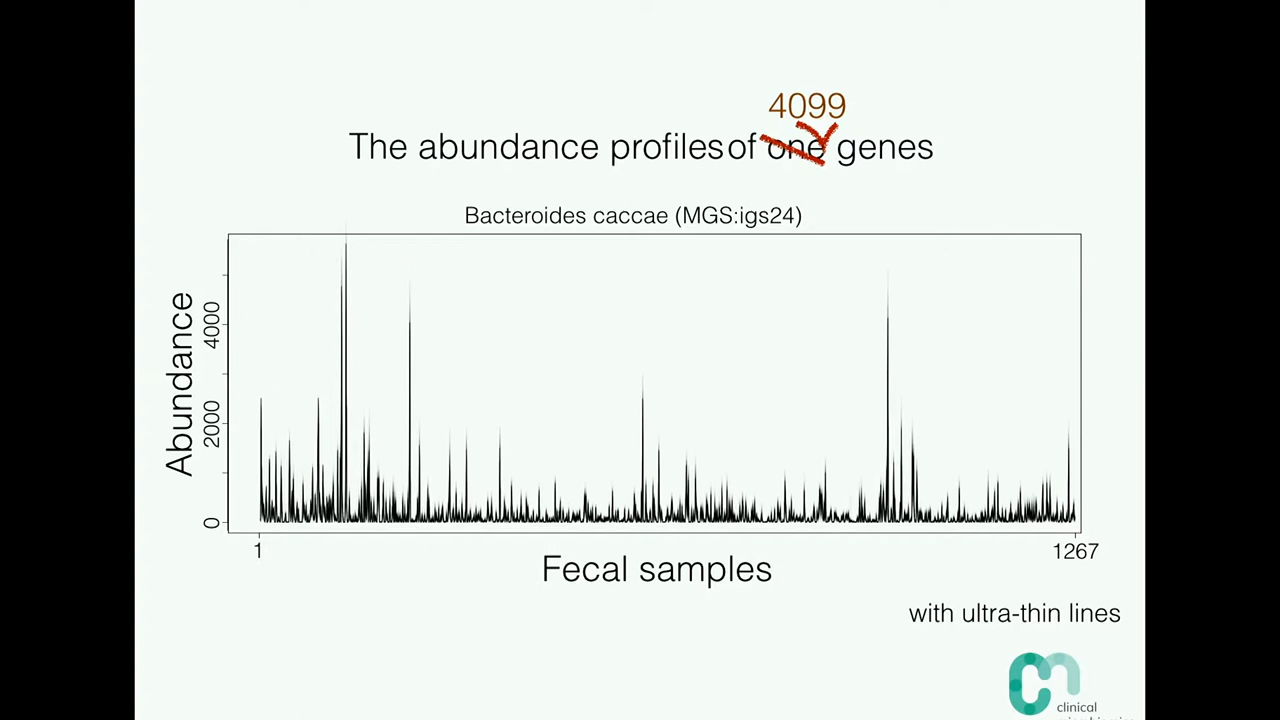 4099
The abundance profiles of one genes
Bacteroides caccae (MGS:igs24)
Abundance
4000
2000
0
1
1267
Fecal samples
with ultra-thin lines
clinical